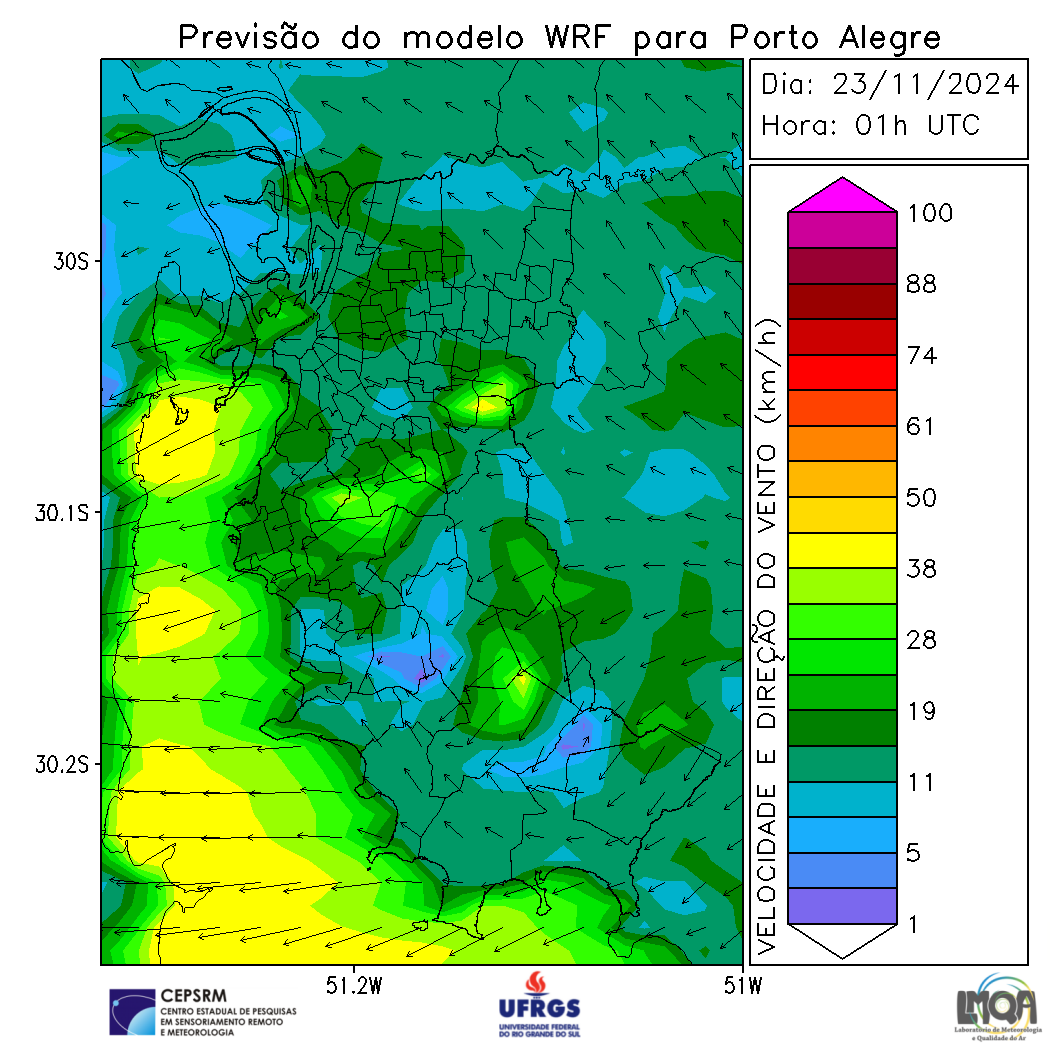 Previsão do modelo WRF para Porto Alegre
Dia: 23/11/2024
Hora: 01h UTC
30S
30.1S
30.2S
51.2W
51W
VELOCIDADE E DIREÇÃO DO VENTO (km/h)
100
88
74
61
50
38
28
19
11
5
1
CEPSRM
CENTRO ESTADUAL DE PESQUISAS
EM SENSORIAMENTO REMOTO
E METEOROLOGIA
UFRGS
UNIVERSIDADE FEDERAL
DO RIO GRANDE DO SUL
LMQA
Laboratório de Meteorologia
e Qualidade do Ar